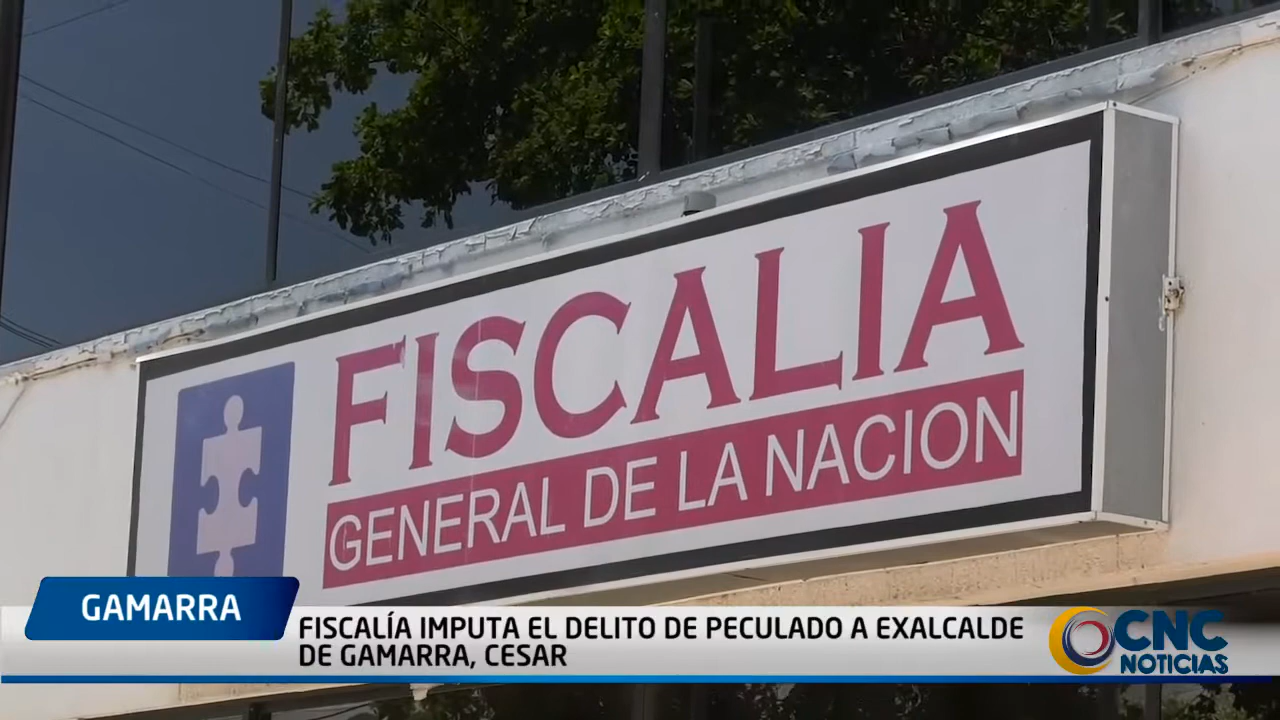 FISCALIA
GENERAL DE LA NACION
GAMARRA
FISCALÍA IMPUTA EL DELITO DE PECULADO A EXALCALDE
DE GAMARRA, CESAR
CNC
NOTICIAS